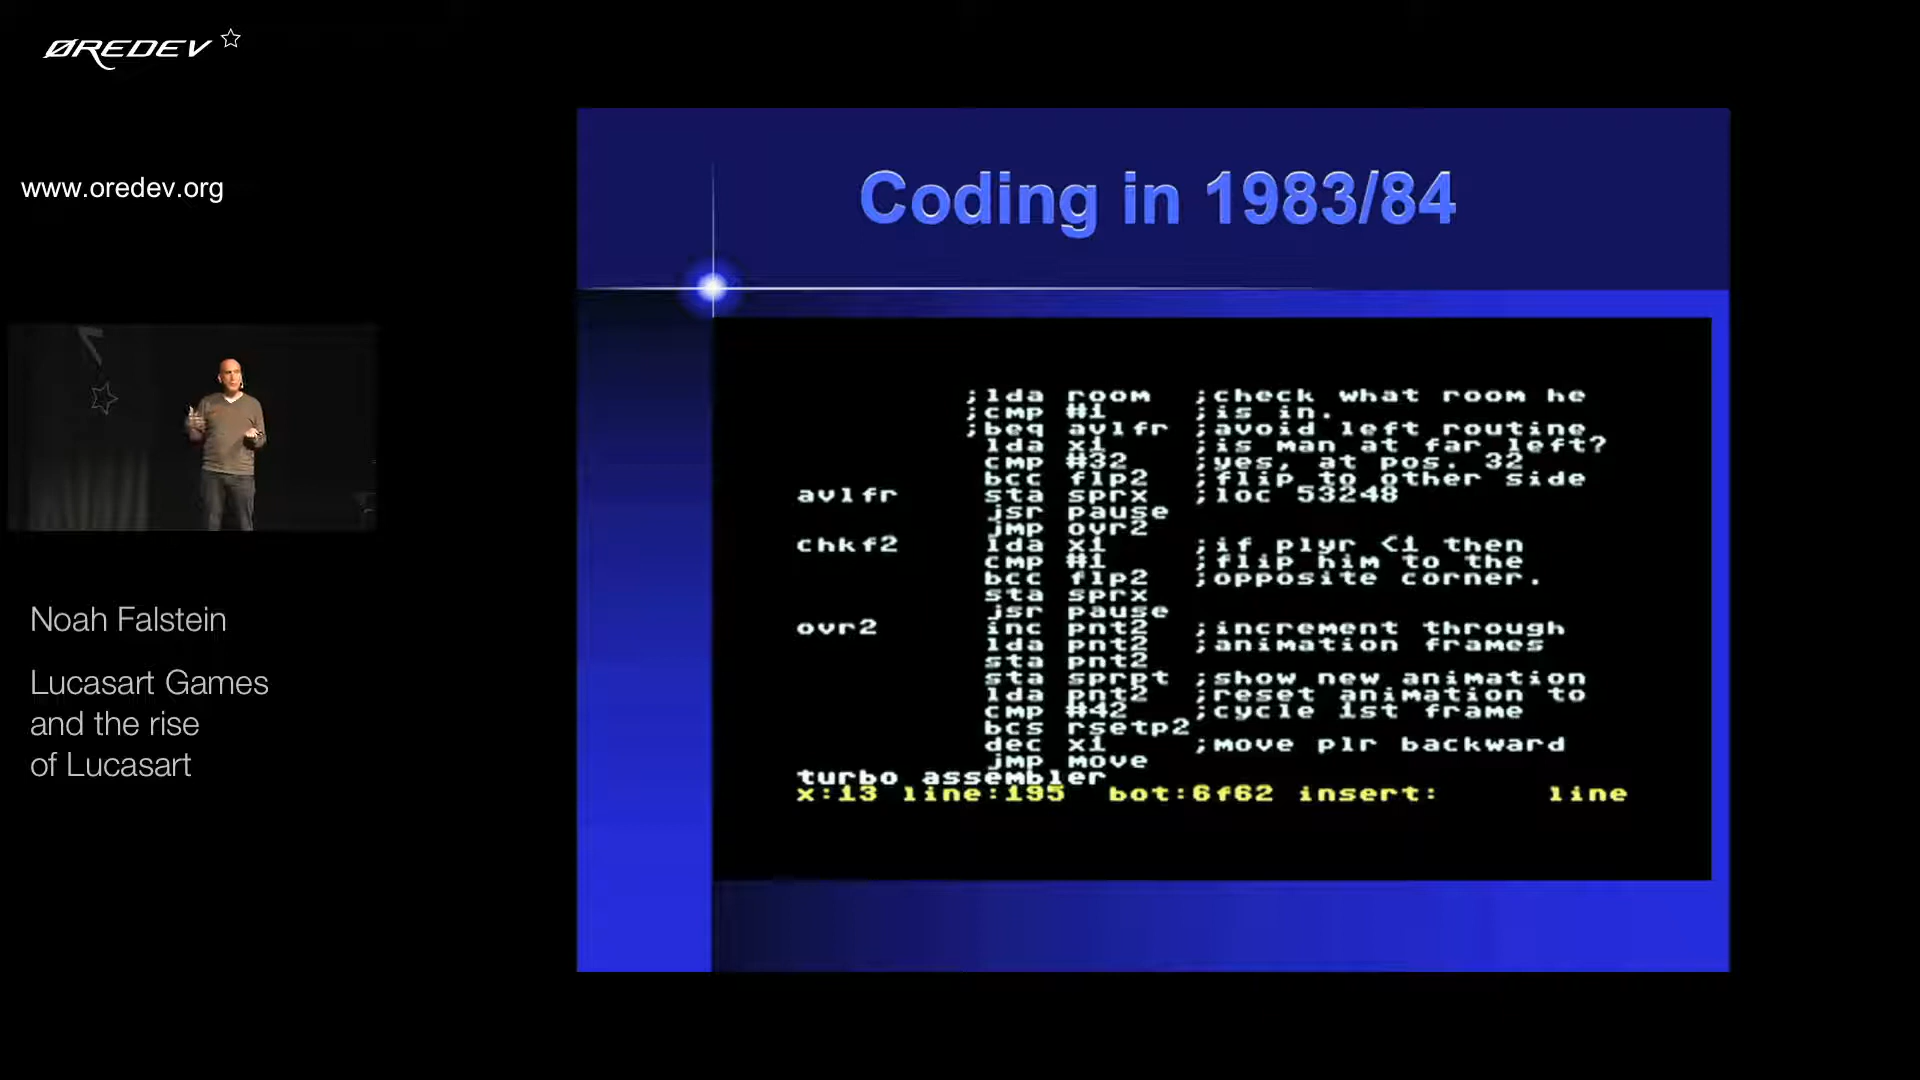 ØREDEV
www.oredev.org
Noah Falstein
Lucasart Games
and the rise
of Lucasart
Coding in 1983/84
;lda room ;check what room he
;cmp #1 ;is in.
;beq avlfr ;avoid left routine
lda x1 ;is man at far left?
cmp #32 ;yes, at pos. 32
bcc flp2 ;flip to other side
avlfr sta sprx ;loc 53248
jsr pause
jmp ovr2
chkf2 lda x1 ;if plyr <1 then
cmp #1 ;flip him to the
bcc flp2 ;opposite corner.
sta sprx
jsr pause
ovr2 inc pnt2 ;increment through
lda pnt2 ;animation frames
sta pnt2
sta sprpt ;show new animation
lda pnt2 ;reset animation to
cmp #42 ;cycle 1st frame
bcs rsetp2
dec x1 ;move plr backward
jmp move
turbo assembler
x:13 line:195 bot:6f62 insert: line